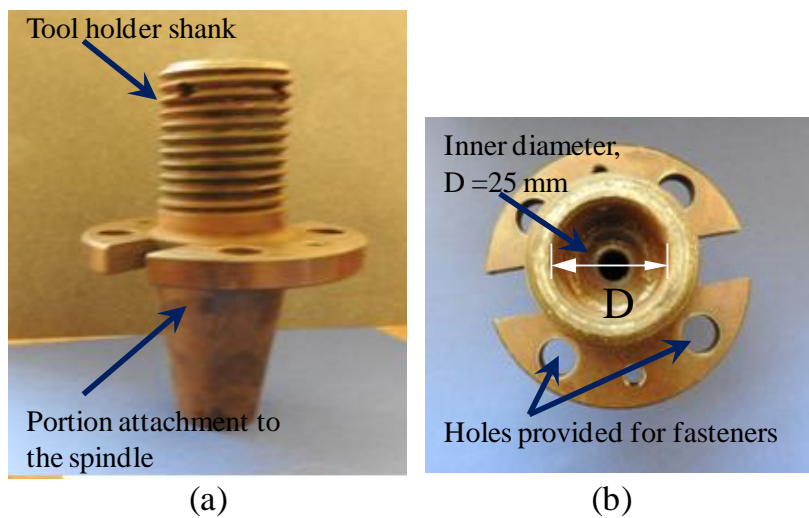 Tool holder shank
Portion attachment to
the spindle
(a)
Inner diameter,
D =25 mm
D
Holes provided for fasteners
(b)